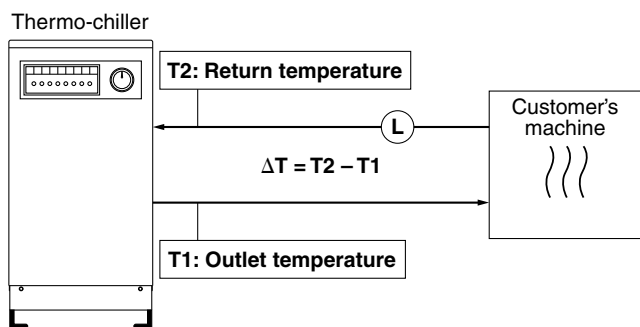 Thermo-chiller
T2: Return temperature
L
Customer's
machine
ΔT = T2 – T1
T1: Outlet temperature